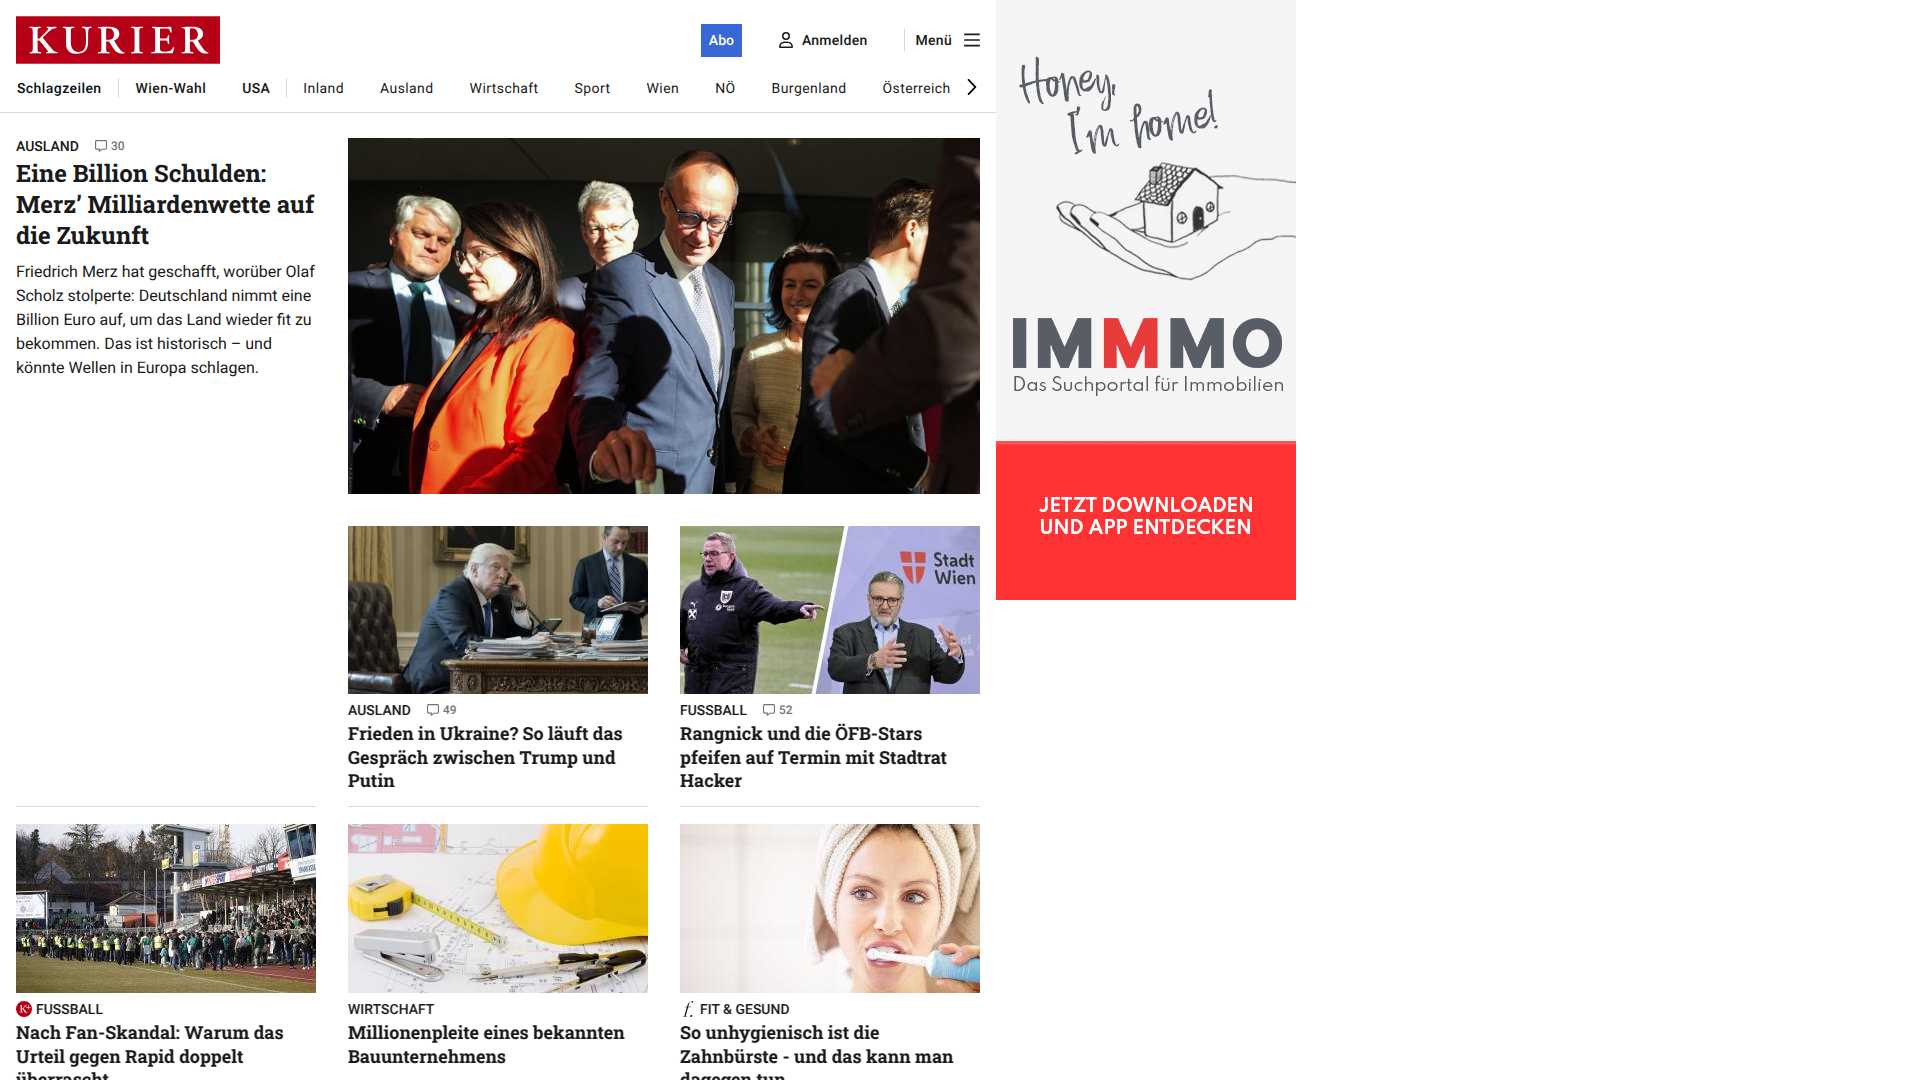 KURIER
Abo
Anmelden
Menü
Schlagzeilen
Wien-Wahl
USA
Inland
Ausland
Wirtschaft
Sport
Wien
NÖ
Burgenland
Österreich
AUSLAND 30
Eine Billion Schulden:
Merz’ Milliardenwette auf
die Zukunft
Friedrich Merz hat geschafft, worüber Olaf
Scholz stolperte: Deutschland nimmt eine
Billion Euro auf, um das Land wieder fit zu
bekommen. Das ist historisch – und
könnte Wellen in Europa schlagen.
Stadt
Wien
AUSLAND 49
Frieden in Ukraine? So läuft das
Gespräch zwischen Trump und
Putin
FUSSBALL 52
Rangnick und die ÖFB-Stars
pfeifen auf Termin mit Stadtrat
Hacker
FUSSBALL
Nach Fan-Skandal: Warum das
Urteil gegen Rapid doppelt
überrascht
WIRTSCHAFT
Millionenpleite eines bekannten
Bauunternehmens
f. FIT & GESUND
So unhygienisch ist die
Zahnbürste - und das kann man
dagegen tun
Honey,
I'm home!
IMMMO
Das Suchportal für Immobilien
JETZT DOWNLOADEN
UND APP ENTDECKEN